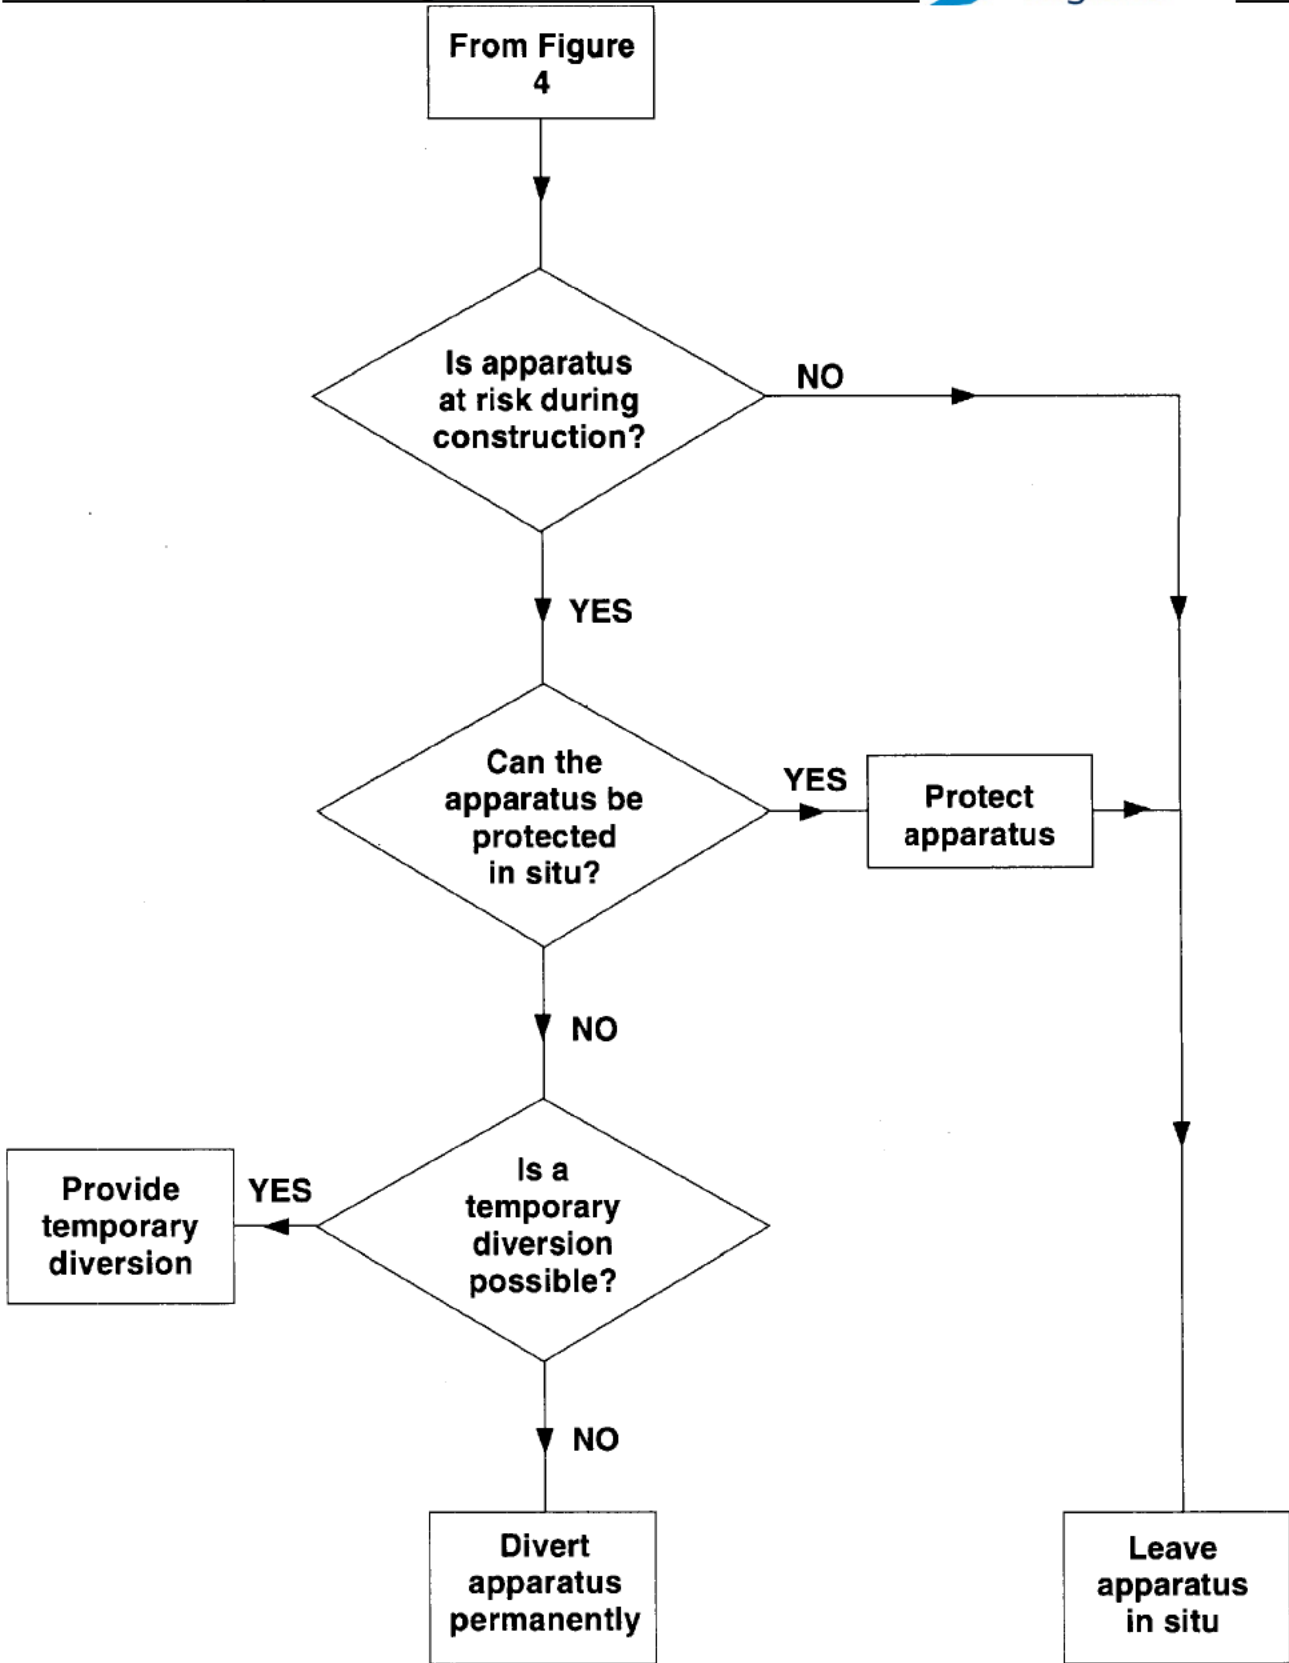 From Figure
4
Is apparatus
at risk during
construction?
NO
YES
Can the
apparatus be
protected
in situ?
YES
Protect
apparatus
NO
Is a
temporary
diversion
possible?
YES
Provide
temporary
diversion
NO
Divert
apparatus
permanently
Leave
apparatus
in situ